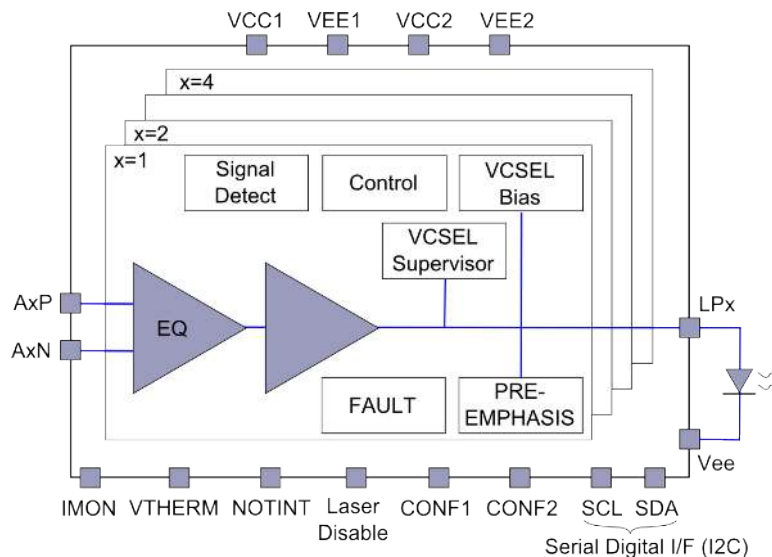 VCC1 VEE1 VCC2 VEE2
x=4
x=2
x=1
Signal
Detect
Control
VCSEL
Bias
VCSEL
Supervisor
AxP
AxN
EQ
LPx
FAULT
PRE-
EMPHASIS
Vee
IMON VTHERM NOTINT Laser
Disable CONF1 CONF2 SCL SDA
Serial Digital I/F (I2C)